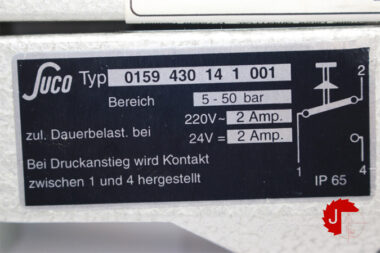 Suco Typ 0159 430 14 1 001
Bereich 5 - 50 bar
220V~ 2 Amp.
zul. Dauerbelast. bei
24V= 2 Amp.
Bei Druckanstieg wird Kontakt
zwischen 1 und 4 hergestellt
2
1
4
IP 65
J